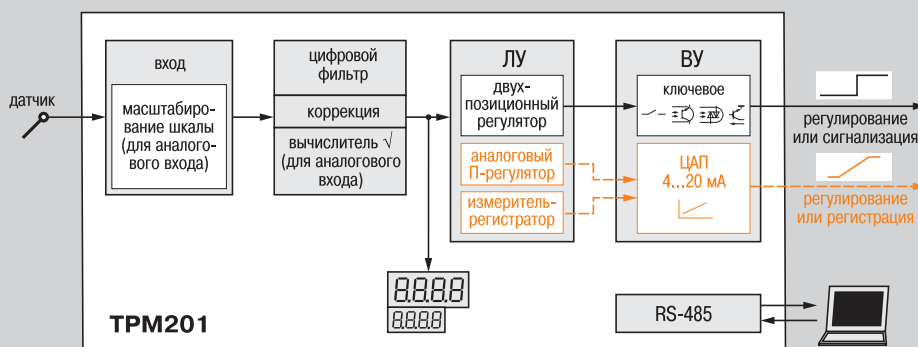 датчик
вход
масштабиро-
вание шкалы
(для аналого-
вого входа)
цифровой
фильтр
коррекция
вычислитель √
(для аналогового
входа)
ЛУ
двух-
позиционный
регулятор
аналоговый
П-регулятор
измеритель-
регистратор
ВУ
ключевое
ЦАП
4...20 мА
регулирование
или сигнализация
регулирование
или регистрация
8.8.8.8
8.8.8.8
ТРМ201
RS-485